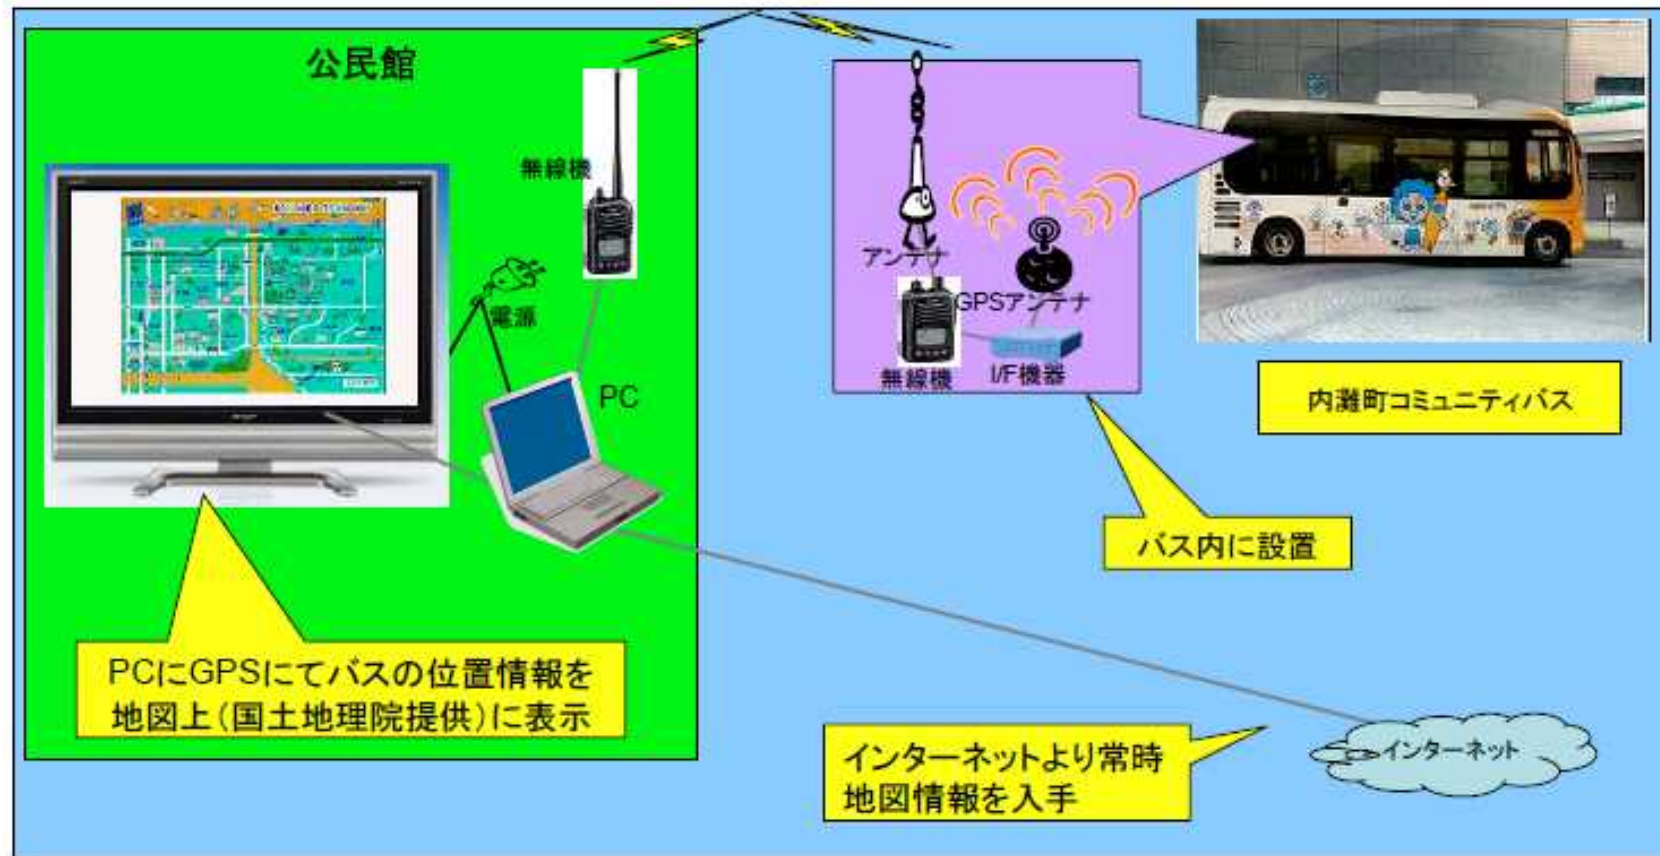 公民館
無線機
電源
PC
PCにGPSにてバスの位置情報を
地図上(国土地理院提供)に表示
アンテナ
GPSアンテナ
無線機
I/F機器
バス内に設置
内灘町コミュニティバス
インターネットより常時
地図情報を入手
インターネット